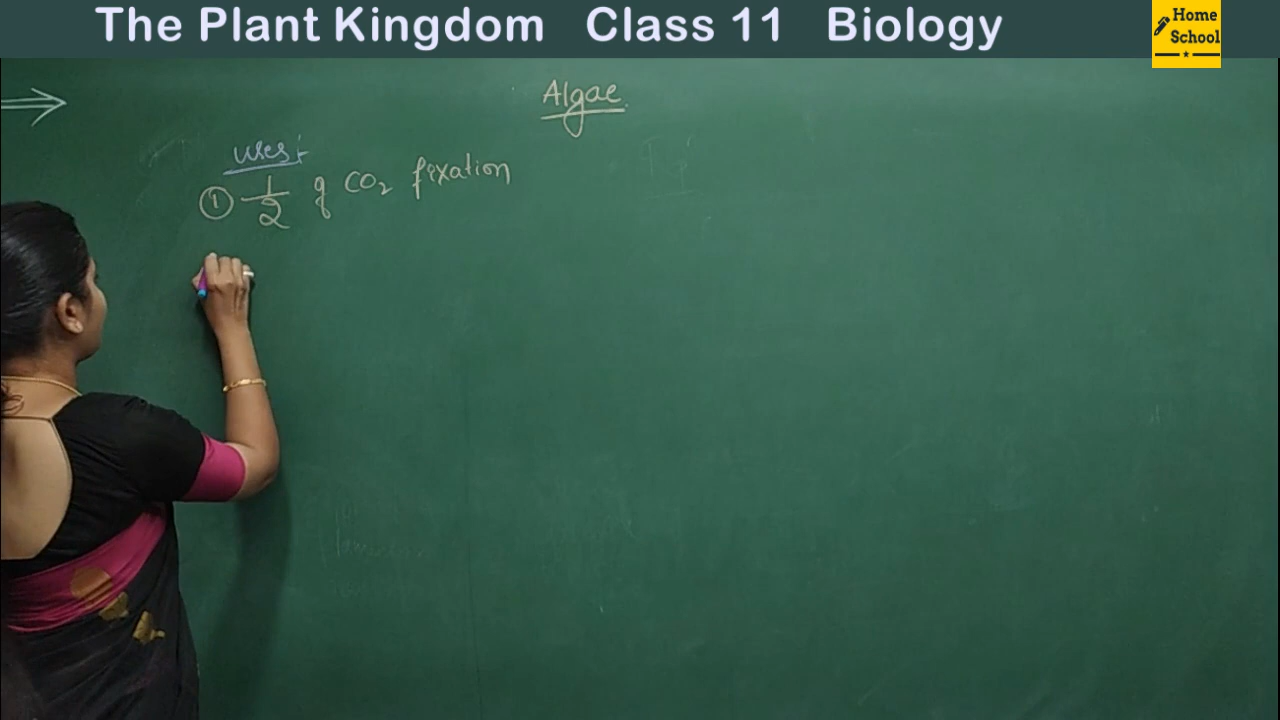 The Plant Kingdom Class 11 Biology
Home
School
Algae
Uses:
① 1/2 of CO2 fixation